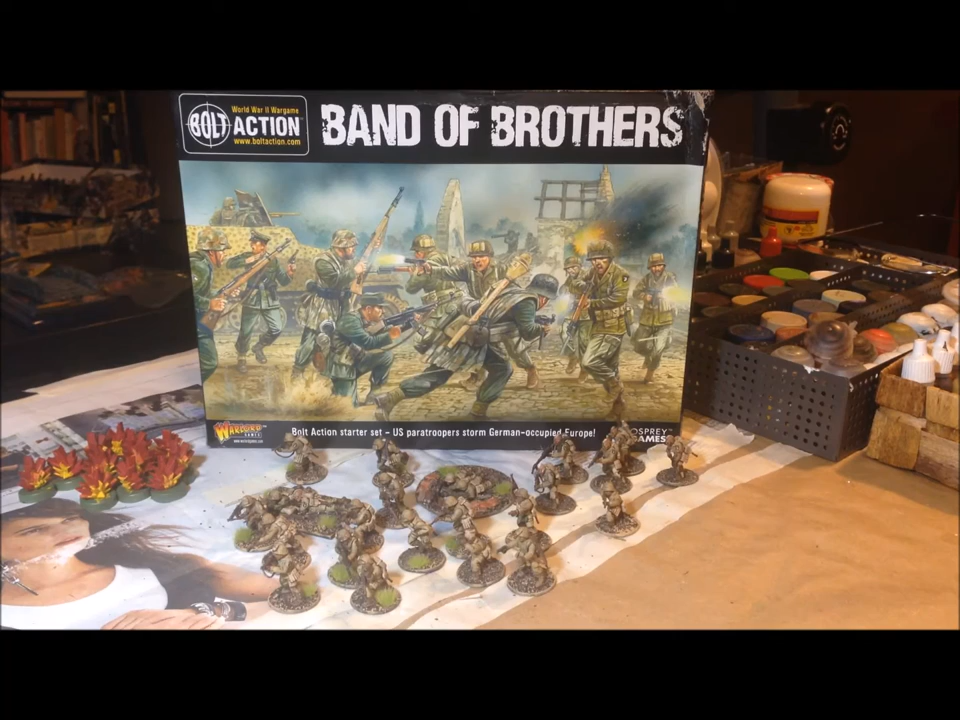 World War II Wargame
BOLT ACTION
www.boltaction.com
BAND OF BROTHERS
WARLORD
GAMES
Bolt Action starter set – US paratroopers storm German-occupied Europe!
OSPREY
GAMES